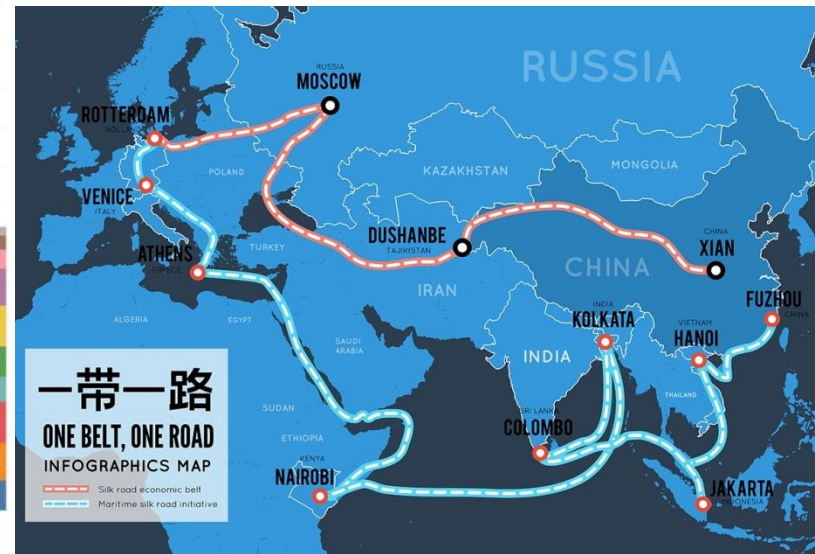 RUSSIA
RUSSIA
MOSCOW
ROTTERDAM
HOLLAND
POLAND
KAZAKHSTAN
MONGOLIA
VENICE
ITALY
DUSHANBE
TAJIKISTAN
CHINA
XIAN
ATHENS
GREECE
TURKEY
IRAN
CHINA
FUZHOU
CHINA
ALGERIA
EGYPT
SAUDI
ARABIA
INDIA
KOLKATA
INDIA
VIETNAM
HANOI
THAILAND
SUDAN
ETHIOPIA
KENYA
NAIROBI
SRI LANKA
COLOMBO
JAKARTA
INDONESIA
一带一路
ONE BELT, ONE ROAD
INFOGRAPHICS MAP
Silk road economic belt
Maritime silk road initiative